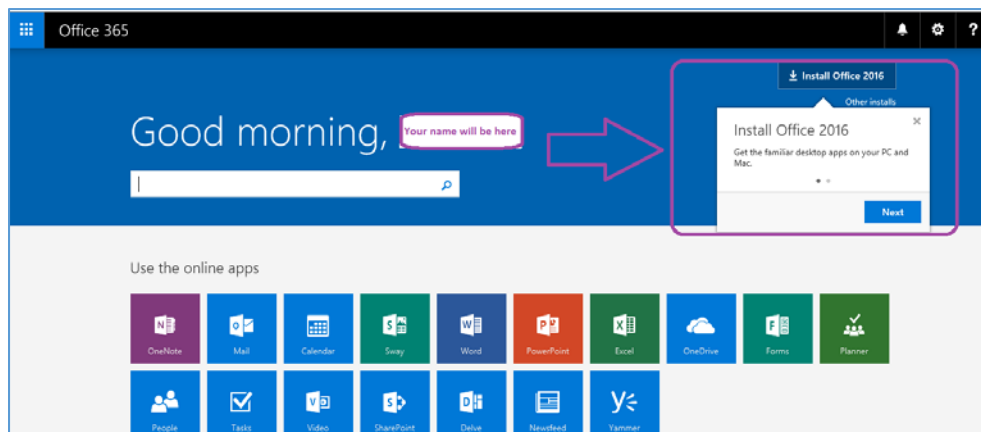 Office 365
?
Install Office 2016
Other installs
Good morning,
Your name will be here
Install Office 2016
Get the familiar desktop apps on your PC and
Mac.
Next
Use the online apps
OneNote
Mail
Calendar
Sway
Word
PowerPoint
Excel
OneDrive
Forms
Planner
People
Tasks
Video
SharePoint
Delve
Newsfeed
Yammer